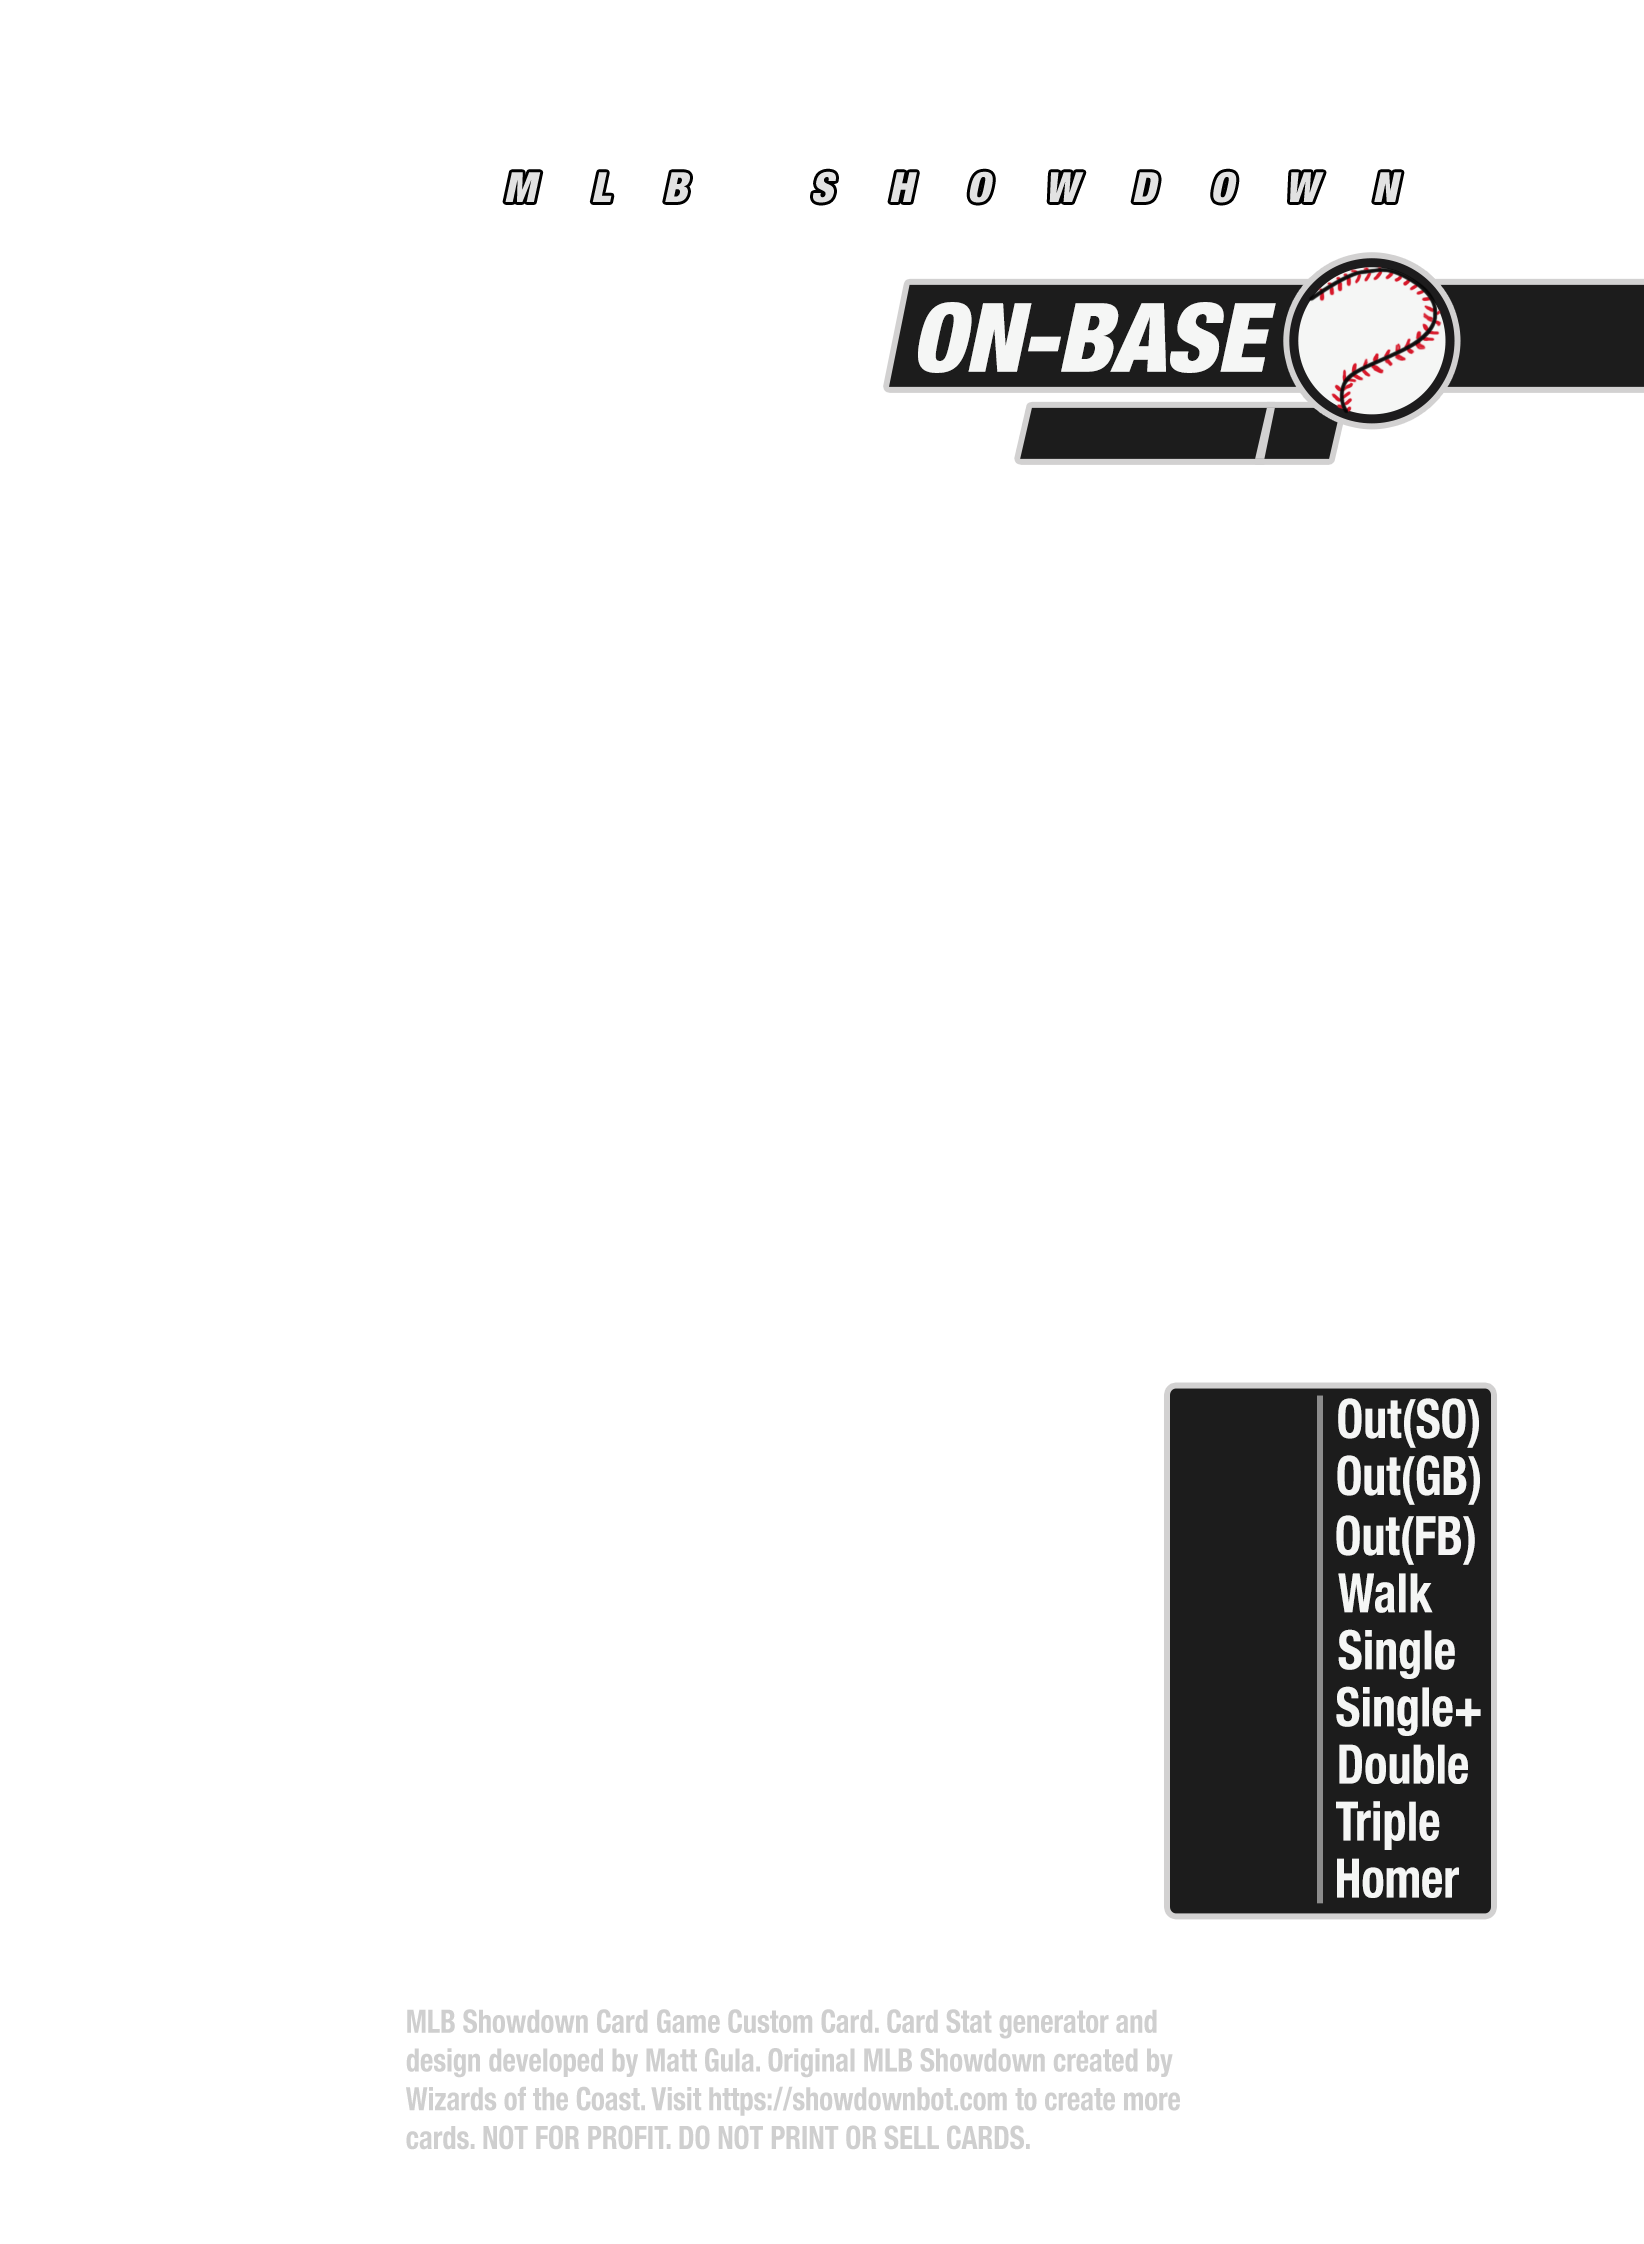 MLB SHOWDOWN
ON-BASE
Out(SO)
Out(GB)
Out(FB)
Walk
Single
Single+
Double
Triple
Homer
MLB Showdown Card Game Custom Card. Card Stat generator and
design developed by Matt Gula. Original MLB Showdown created by
Wizards of the Coast. Visit https://showdownbot.com to create more
cards. NOT FOR PROFIT. DO NOT PRINT OR SELL CARDS.